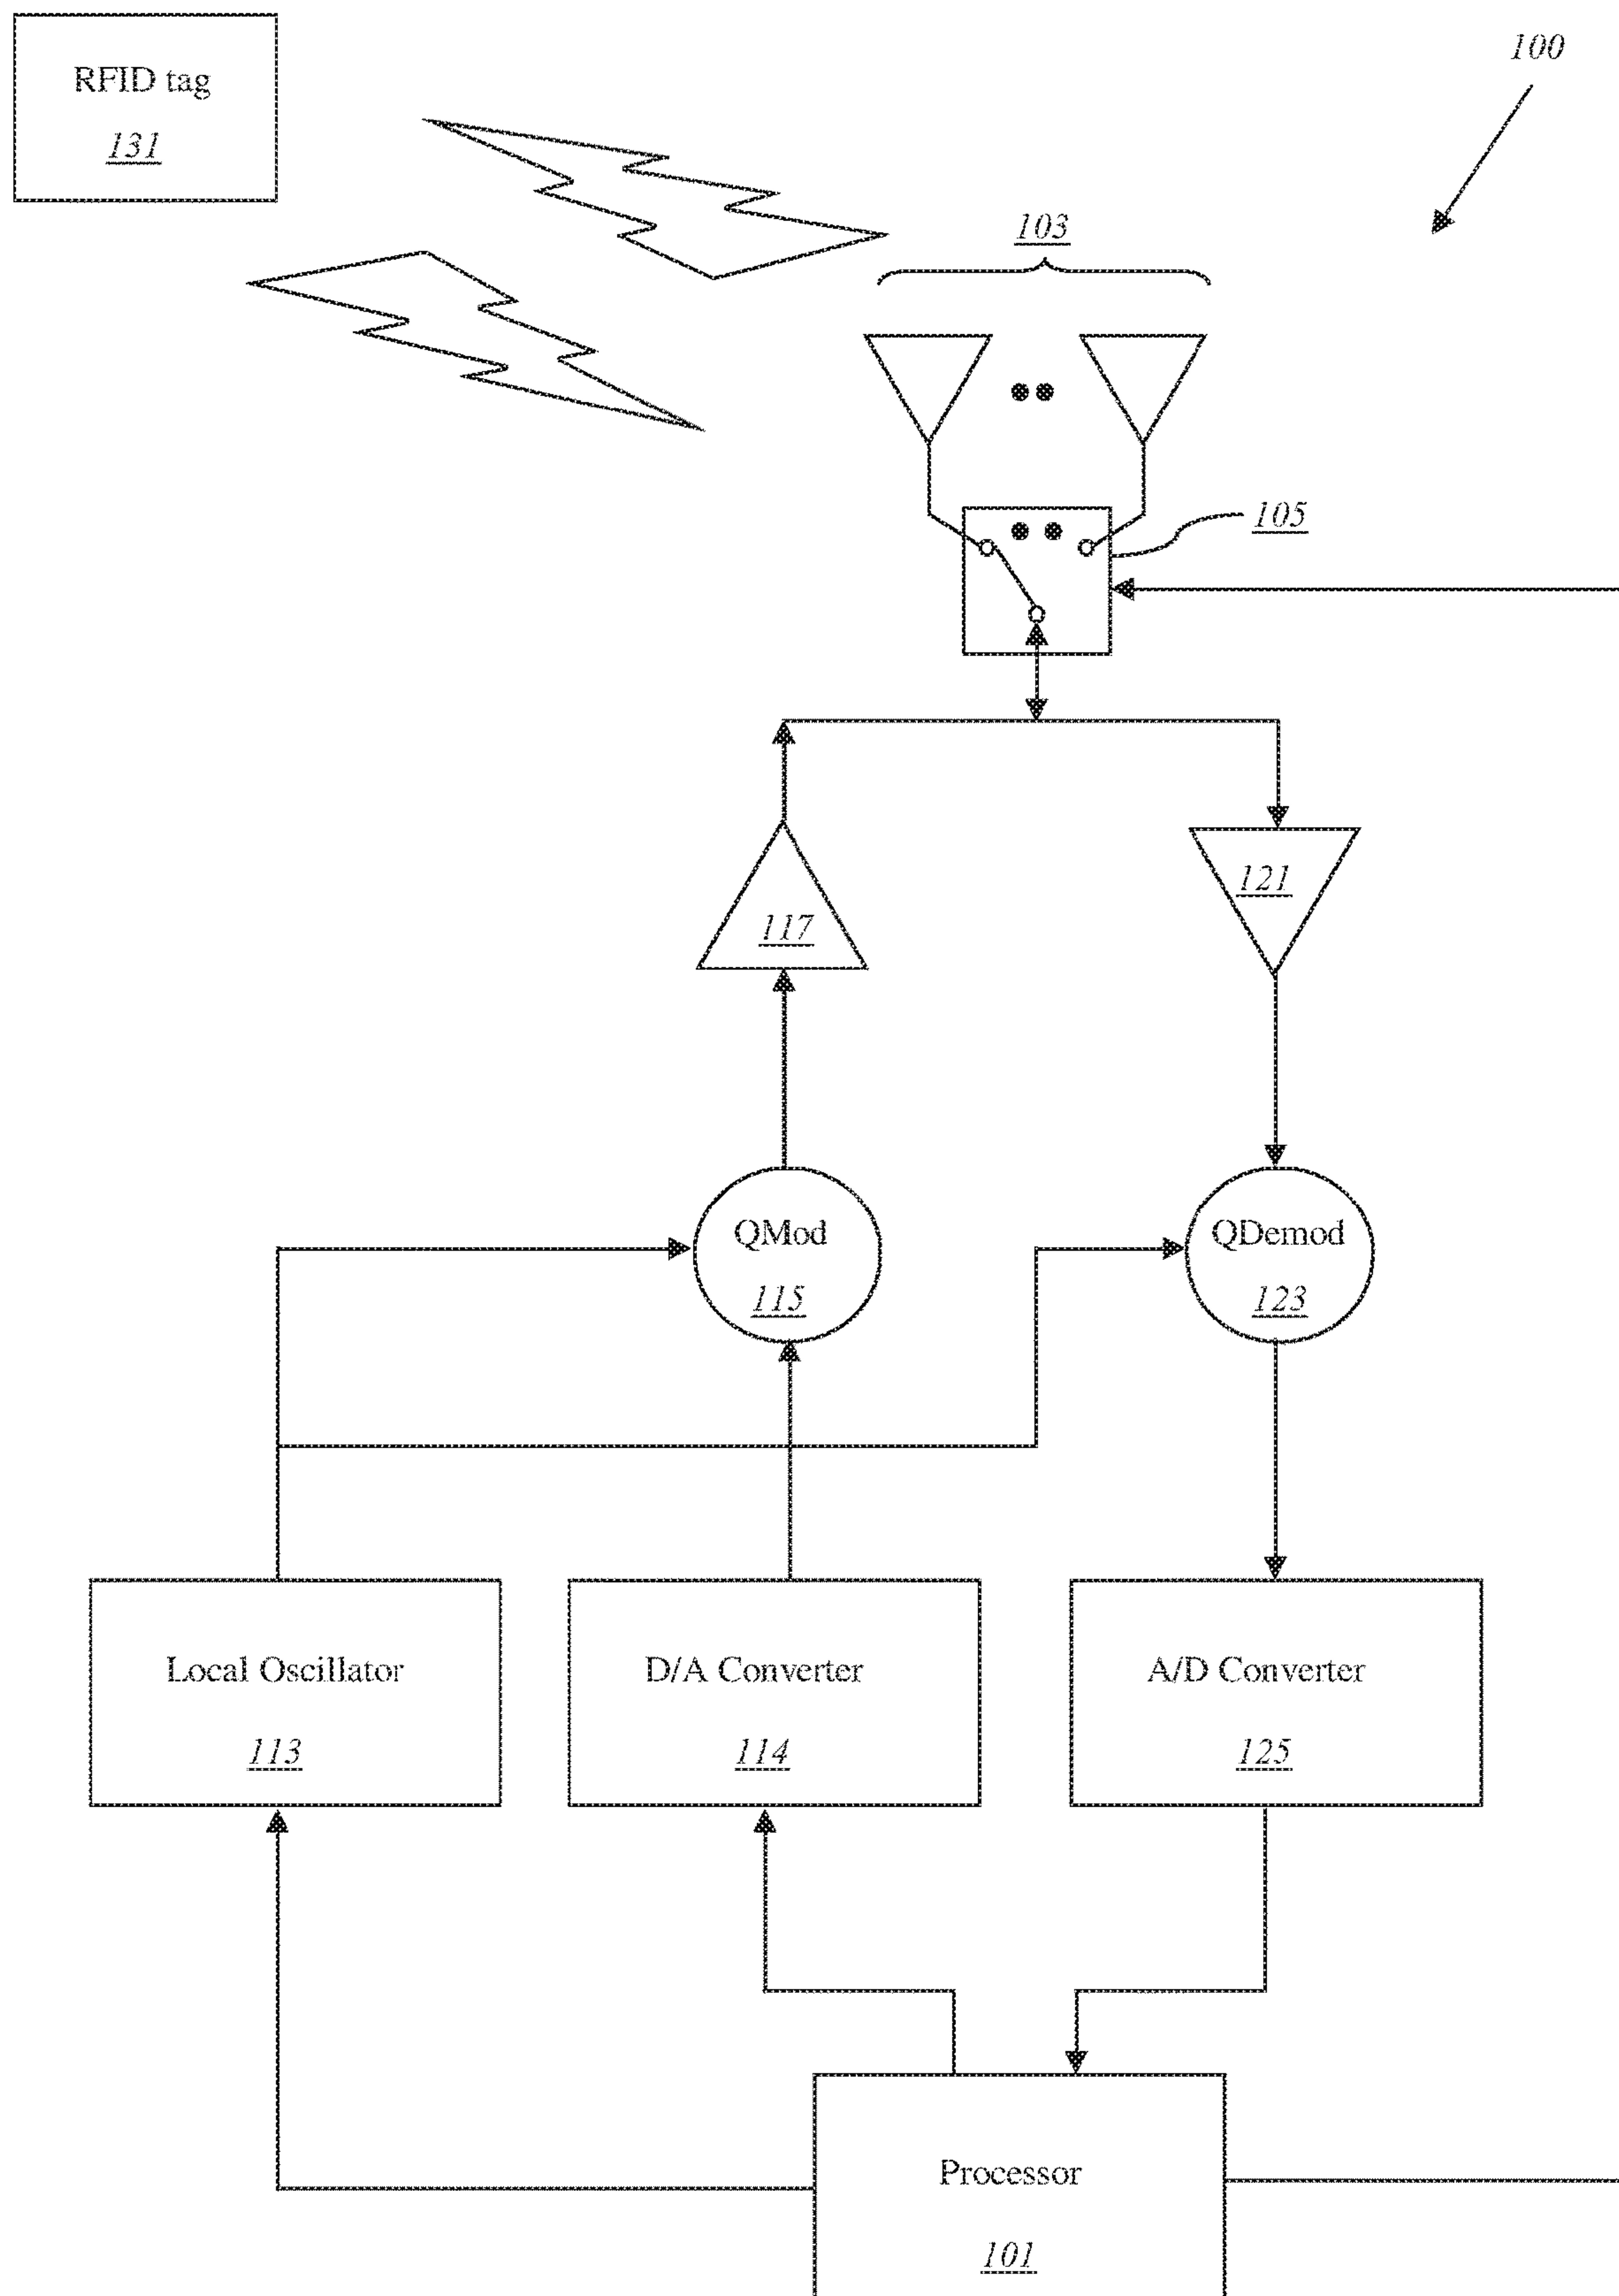 RFID tag
131
100
103
105
121
117
QMod
115
QDemod
123
Local Oscillator
113
D/A Converter
114
A/D Converter
125
Processor
101